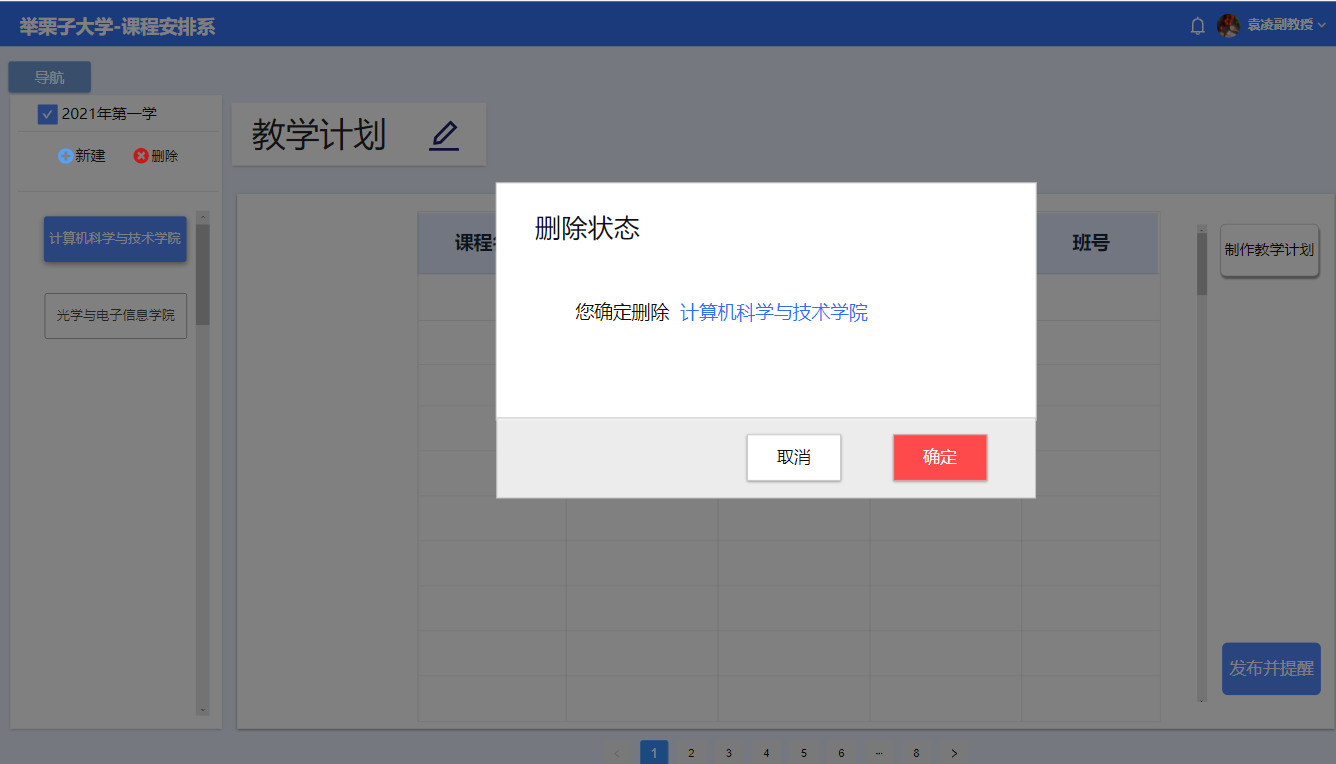 举栗子大学-课程安排系
袁凌副教授
导航
2021年第一学
新建
删除
教学计划
计算机科学与技术学院
光学与电子信息学院
课程
班号
制作教学计划
删除状态
您确定删除 计算机科学与技术学院
取消
确定
发布并提醒
< 1 2 3 4 5 6 ··· 8 >